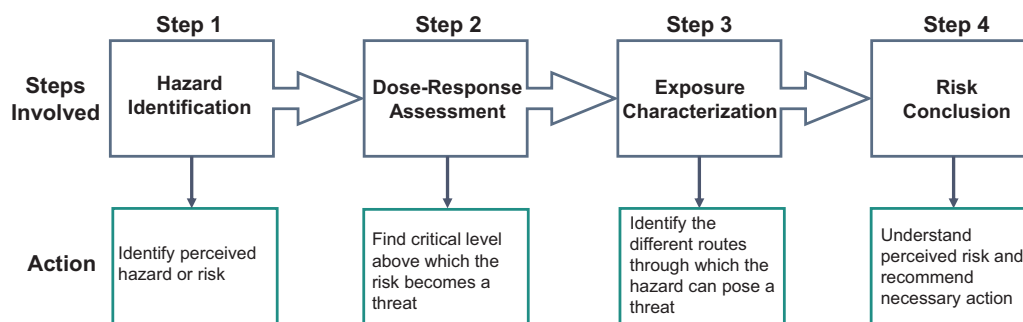 Step 1
Step 2
Step 3
Step 4
Steps
Involved
Hazard
Identification
Dose-Response
Assessment
Exposure
Characterization
Risk
Conclusion
Action
Identify perceived
hazard or risk
Find critical level
above which the
risk becomes a
threat
Identify the
different routes
through which the
hazard can pose a
threat
Understand
perceived risk and
recommend
necessary action